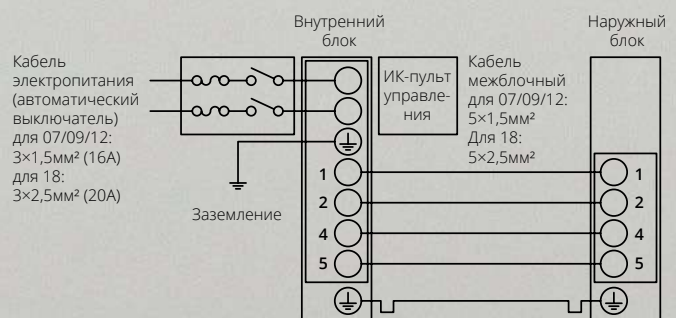 Внутренний
блок
Наружный
блок
Кабель
электропитания
(автоматический
выключатель)
для 07/09/12:
3×1,5мм² (16А)
для 18:
3×2,5мм² (20А)
ИК-пульт
управле-
ния
Кабель
межблочный
для 07/09/12:
5×1,5мм²
Для 18:
5×2,5мм²
Заземление
1
2
4
5
1
2
4
5